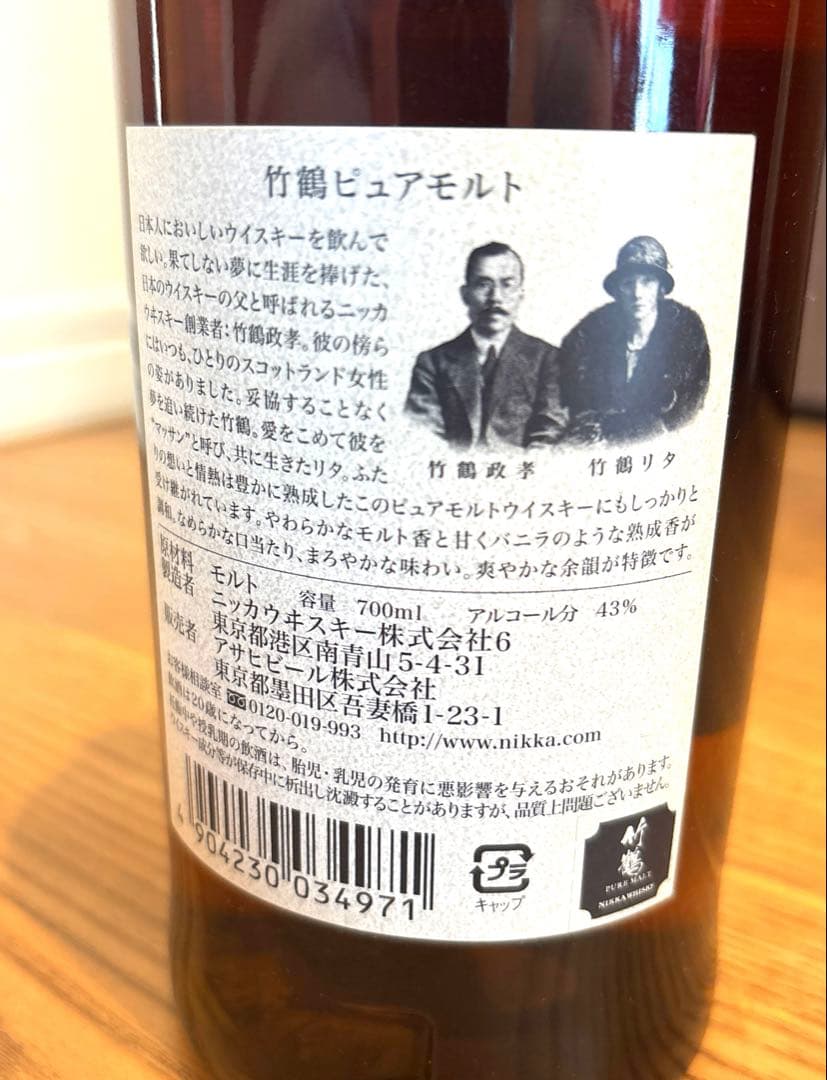 竹鶴ピュアモルト
日本人においしいウイスキーを飲んで
欲しい。果てしない夢に生涯を捧げた、
日本のウイスキーの父と呼ばれるニッカ
ウヰスキー創業者：竹鶴政孝。彼の傍ら
にはいつも、ひとりのスコットランド女性
の姿がありました。妥協することなく
夢を追い続けた竹鶴。愛をこめて彼を
"マッサン"と呼び、共に生きたリタ。ふた
竹鶴政孝 竹鶴リタ
りの想いと情熱は豊かに熟成したこのピュアモルトウイスキーにもしっかりと
受け継がれています。やわらかなモルト香と甘くバニラのような熟成香が
調和。なめらかな口当たり、まろやかな味わい。爽やかな余韻が特徴です。
原材料 モルト 容量 700ml アルコール分 43%
製造者 ニッカウヰスキー株式会社6
東京都港区南青山5-4-31
販売者 アサヒビール株式会社
東京都墨田区吾妻橋1-23-1
お客様相談室 0120-019-993 http://www.nikka.com
飲酒は20歳になってから。
妊娠中や授乳期の飲酒は、胎児・乳児の発育に悪影響を与えるおそれがあります。
ウイスキー成分等が保存中に析出し沈澱することがありますが、品質上問題ございません。
4 904230 034971
プラ
キャップ
竹鶴
PURE MALT
NIKKA WHISKY